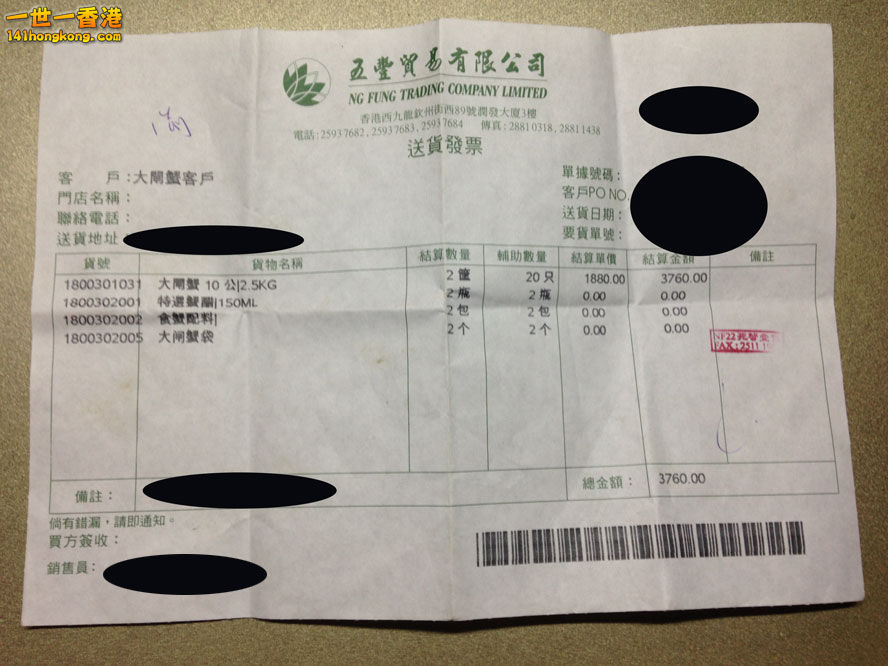 一世一香港
141hongkong.com
五豐貿易有限公司
NG FUNG TRADING COMPANY LIMITED
香港西九龍欽州街西89號潤發大廈3樓
電話:25937682, 25937683, 25937684 傳真:28810318, 28811438
送貨發票
客 戶:大閘蟹客戶 單據號碼:
門店名稱: 客戶PO NO.
聯絡電話: 送貨日期:
送貨地址: 要貨單號:
貨號 貨物名稱 結算數量 輔助數量 結算單價 結算金額 備註
1800301031 大閘蟹 10 公|2.5KG 2 筐 20 只 1880.00 3760.00
1800302001 特選蟹醋|150ML 2 瓶 2 瓶 0.00 0.00
1800302002 食蟹配料| 2 包 2 包 0.00 0.00
1800302005 大閘蟹袋 2 个 2 个 0.00 0.00
FAX:2511
備註: 總金額: 3760.00
倘有錯漏,請即通知。
買方簽收:
銷售員: